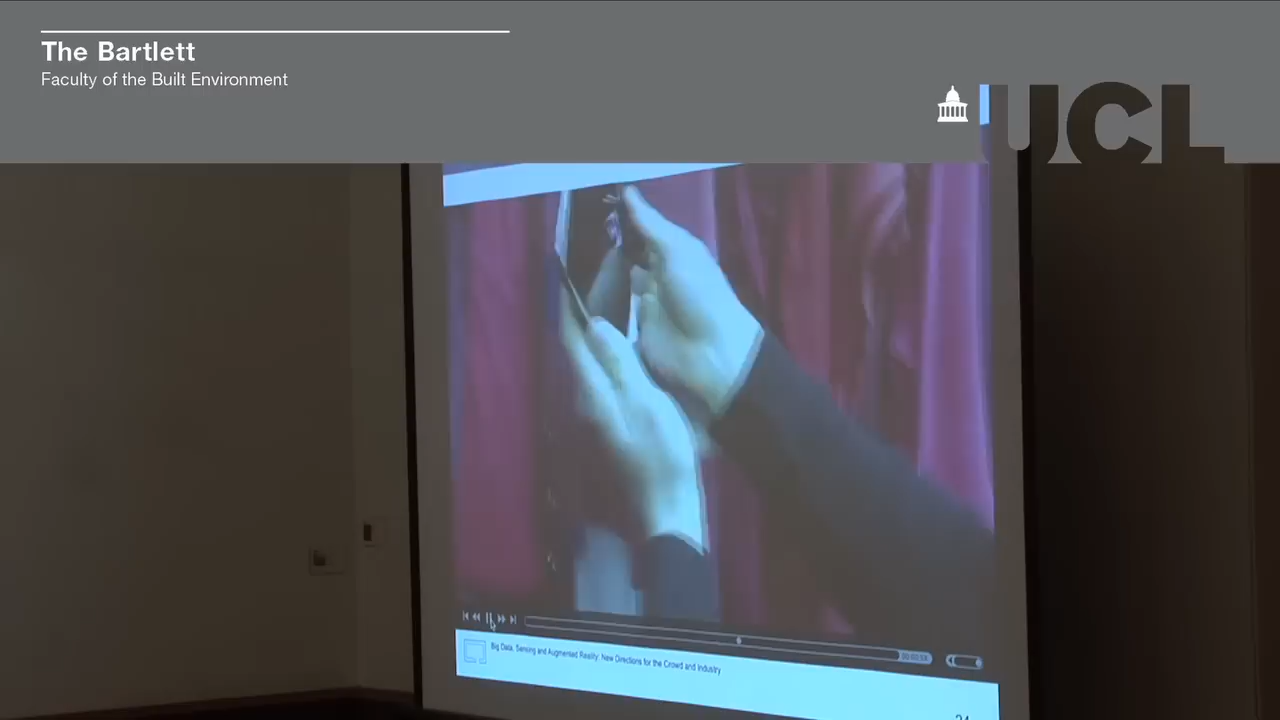 The Bartlett
Faculty of the Built Environment
UCL
Big Data, Sensing and Augmented Reality: New Directions for the Crowd and Industry